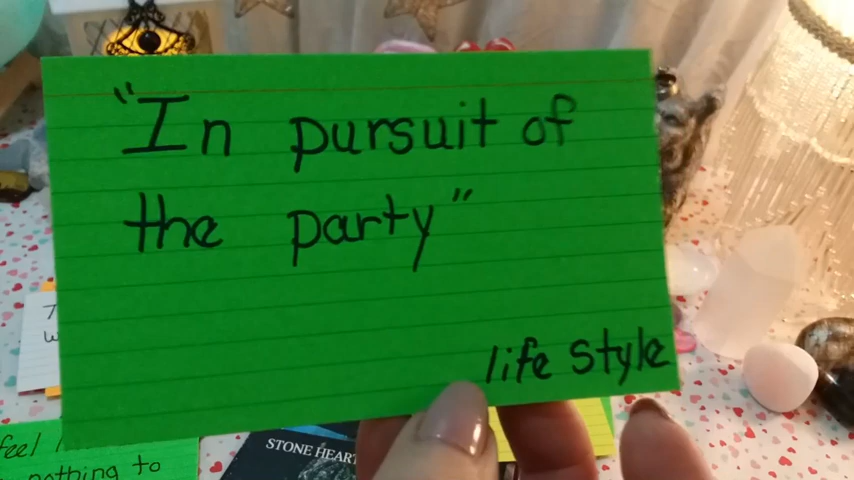 "In pursuit of
the party"
life style
feel
nothing to
STONE HEART